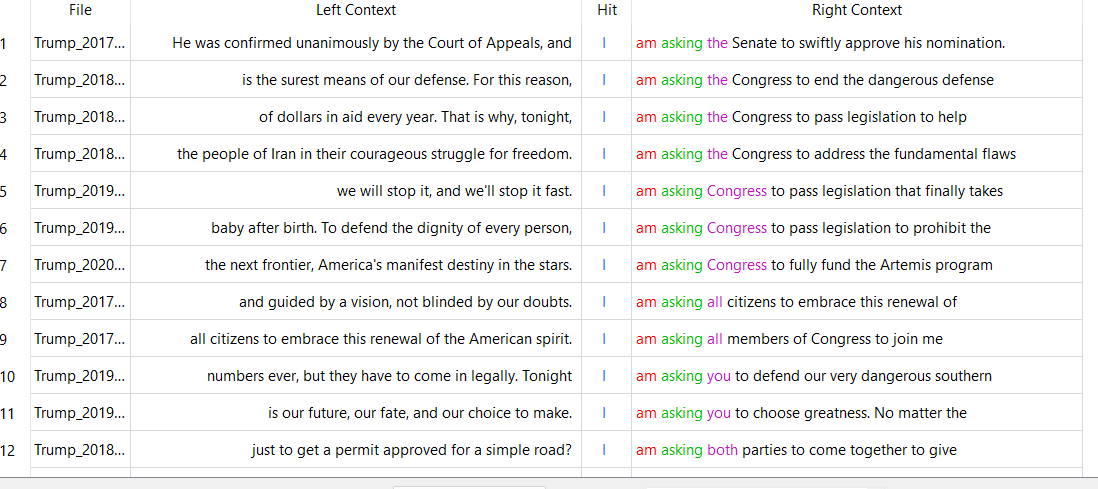 File Left Context Hit Right Context
1 Trump_2017... He was confirmed unanimously by the Court of Appeals, and I am asking the Senate to swiftly approve his nomination.
2 Trump_2018... is the surest means of our defense. For this reason, I am asking the Congress to end the dangerous defense
3 Trump_2018... of dollars in aid every year. That is why, tonight, I am asking the Congress to pass legislation to help
4 Trump_2018... the people of Iran in their courageous struggle for freedom. I am asking the Congress to address the fundamental flaws
5 Trump_2019... we will stop it, and we'll stop it fast. I am asking Congress to pass legislation that finally takes
6 Trump_2019... baby after birth. To defend the dignity of every person, I am asking Congress to pass legislation to prohibit the
7 Trump_2020... the next frontier, America's manifest destiny in the stars. I am asking Congress to fully fund the Artemis program
8 Trump_2017... and guided by a vision, not blinded by our doubts. I am asking all citizens to embrace this renewal of
9 Trump_2017... all citizens to embrace this renewal of the American spirit. I am asking all members of Congress to join me
10 Trump_2019... numbers ever, but they have to come in legally. Tonight I am asking you to defend our very dangerous southern
11 Trump_2019... is our future, our fate, and our choice to make. I am asking you to choose greatness. No matter the
12 Trump_2018... just to get a permit approved for a simple road? I am asking both parties to come together to give